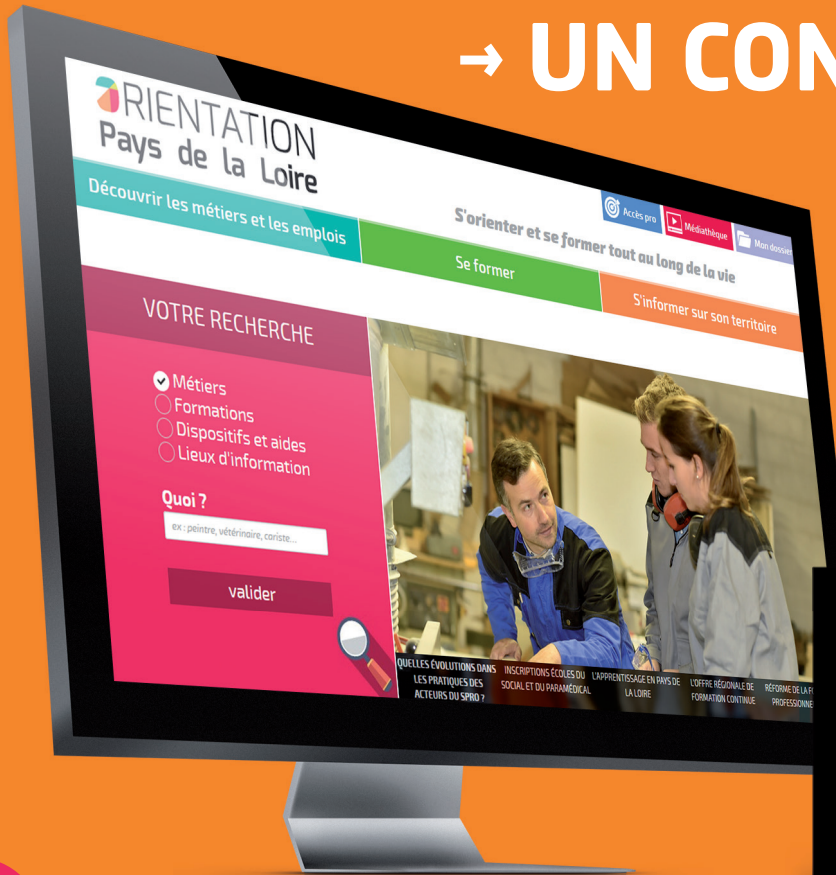 → UN CON
ORIENTATION
Pays de la Loire
Accès pro
Médiathèque
Mon dossier
S'orienter et se former tout au long de la vie
Découvrir les métiers et les emplois
Se former
S'informer sur son territoire
VOTRE RECHERCHE
Métiers
Formations
Dispositifs et aides
Lieux d'information
Quoi ?
ex : peintre, vétérinaire, cariste...
valider
QUELLES ÉVOLUTIONS DANS
LES PRATIQUES DES
ACTEURS DU SPRO ?
INSCRIPTIONS ÉCOLES DU
SOCIAL ET DU PARAMÉDICAL
L'APPRENTISSAGE EN PAYS DE
LA LOIRE
L'OFFRE RÉGIONALE DE
FORMATION CONTINUE
RÉFORME DE LA FO
PROFESSIONNE